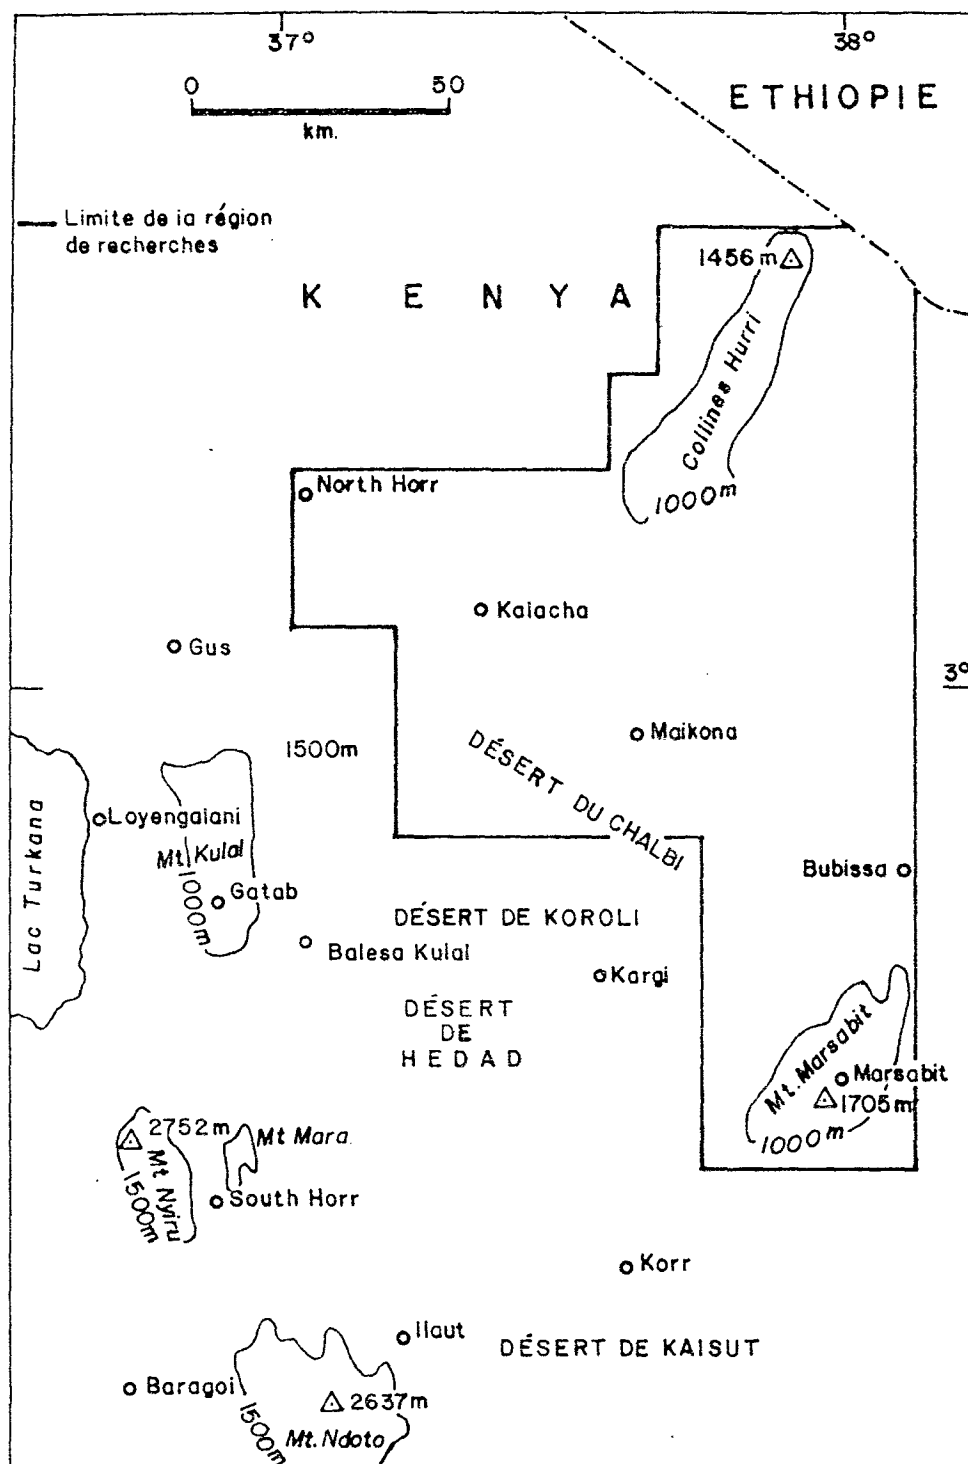 37°
38°
0
50
km.
ETHIOPIE
Limite de la région
de recherches
1456 m
KENYA
Collines Hurri
1000m
North Horr
Kalacha
Gus
3°
Maikona
1500m
DÉSERT DU CHALBI
Loyengalani
Mt Kulal
1000m
Gatab
Lac Turkana
Bubissa
DÉSERT DE KOROLI
Balesa Kulal
Kargi
DÉSERT
DE
HEDAD
Mt. Marsabit
Marsabit
1705m
1000m
2752m
Mt Mara
Mt Nyiru
1500m
South Horr
Korr
Ilaut
DÉSERT DE KAISUT
Baragoi
2637m
1500m
Mt. Ndoto